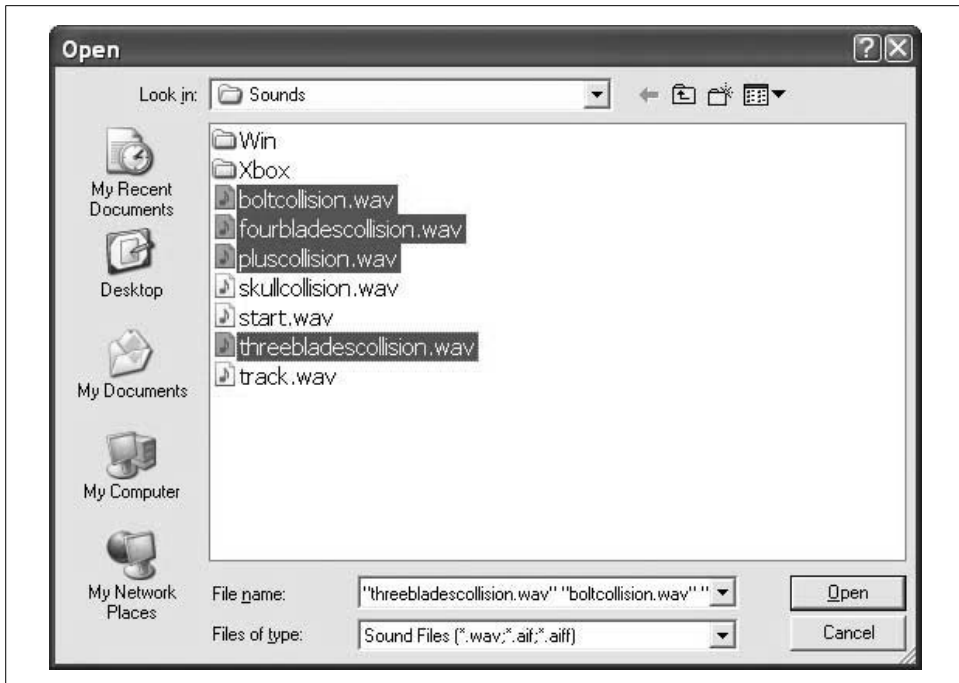 Open
Look in: Sounds
My Recent
Documents
Desktop
My Documents
My Computer
My Network
Places
Win
Xbox
boltcollision.wav
fourbladescollision.wav
pluscollision.wav
skullcollision.wav
start.wav
threebladescollision.wav
track.wav
File name: "threebladescollision.wav" "boltcollision.wav" " Open
Files of type: Sound Files (*.wav;*.aif;*.aiff) Cancel